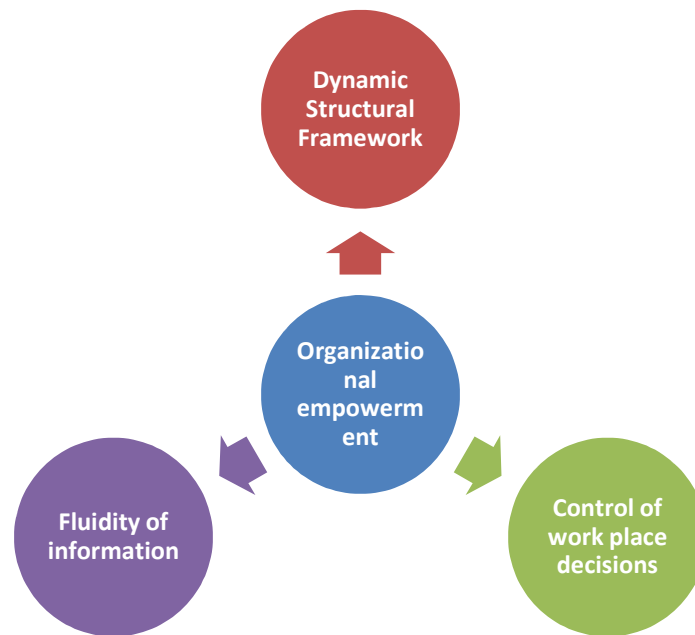 Dynamic
Structural
Framework
Organizatio
nal
empowerm
ent
Fluidity of
information
Control of
work place
decisions